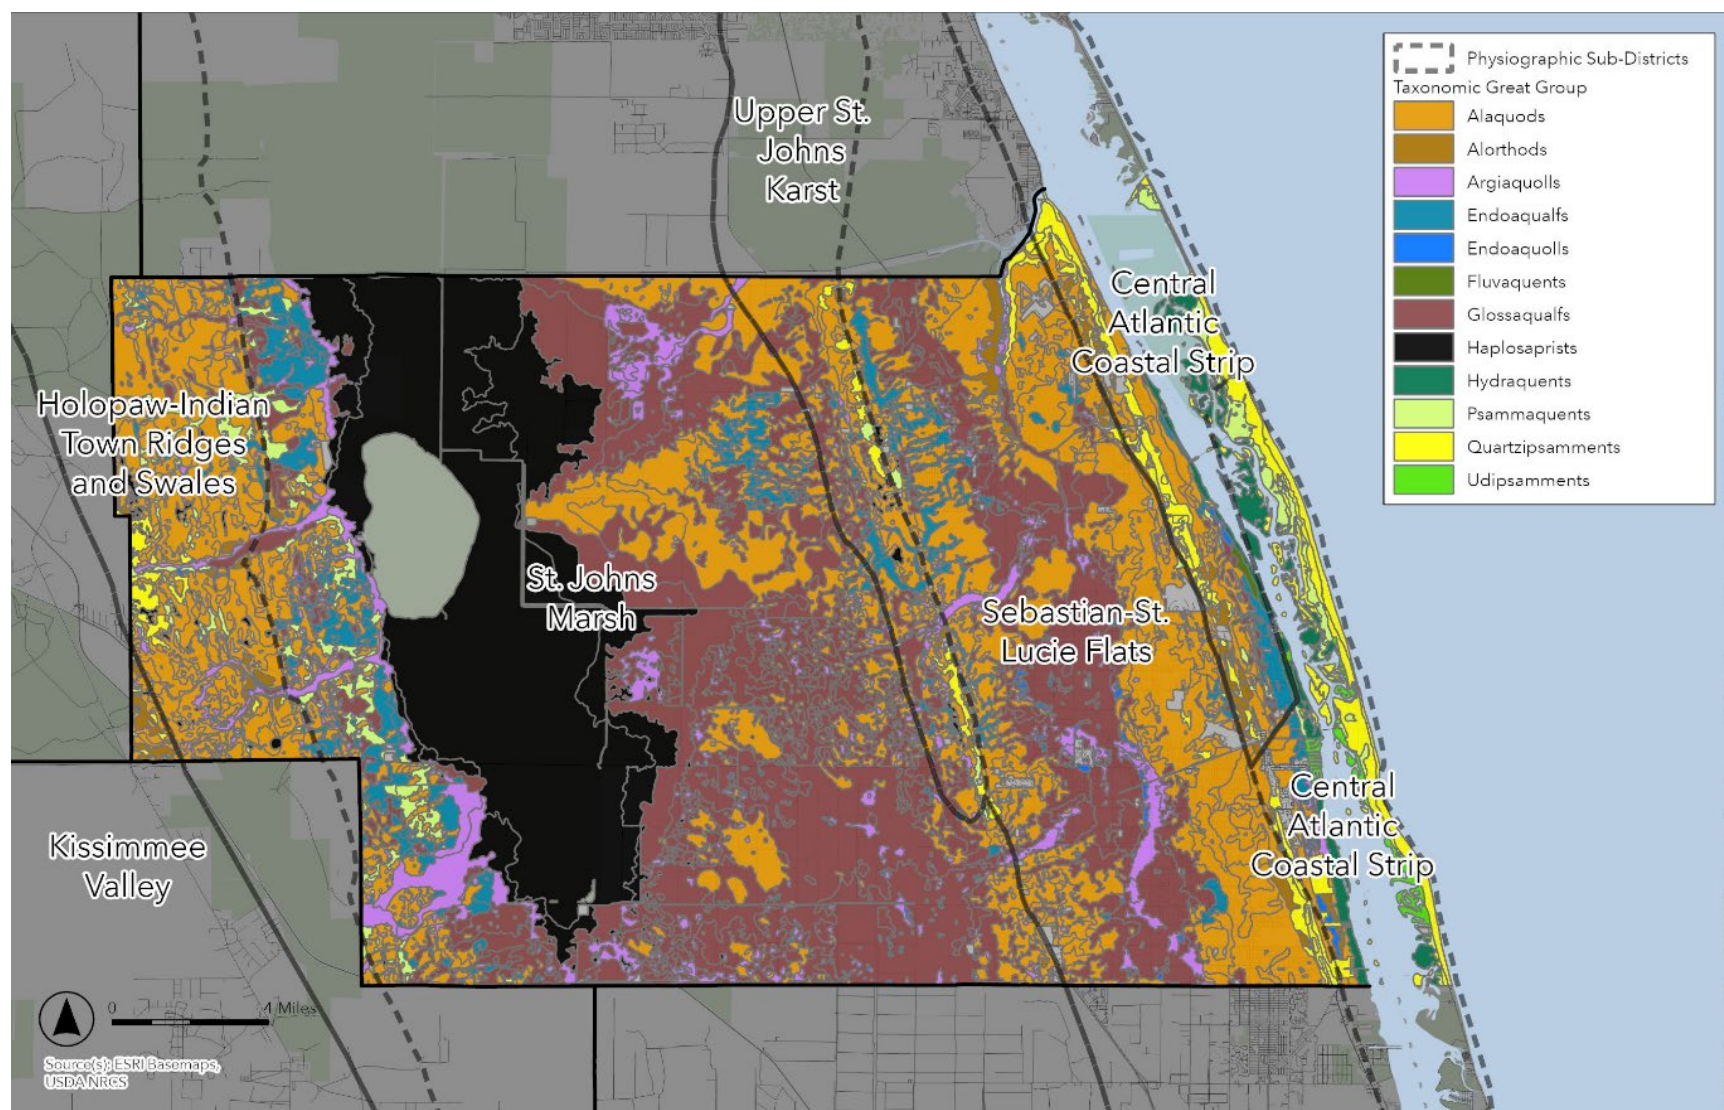 Physiographic Sub-Districts
Taxonomic Great Group
Alaquods
Alorthods
Argiaquolls
Endoaqualfs
Endoaquolls
Fluvaquents
Glossaqualfs
Haplosaprists
Hydraquents
Psammaquents
Quartzipsamments
Udipsamments
Upper St.
Johns
Karst
Central
Atlantic
Coastal Strip
Holopaw-Indian
Town Ridges
and Swales
St. Johns
Marsh
Sebastian-St.
Lucie Flats
Central
Atlantic
Coastal Strip
Kissimmee
Valley
0 4 Miles
Source(s): ESRI Basemaps,
USDA NRCS